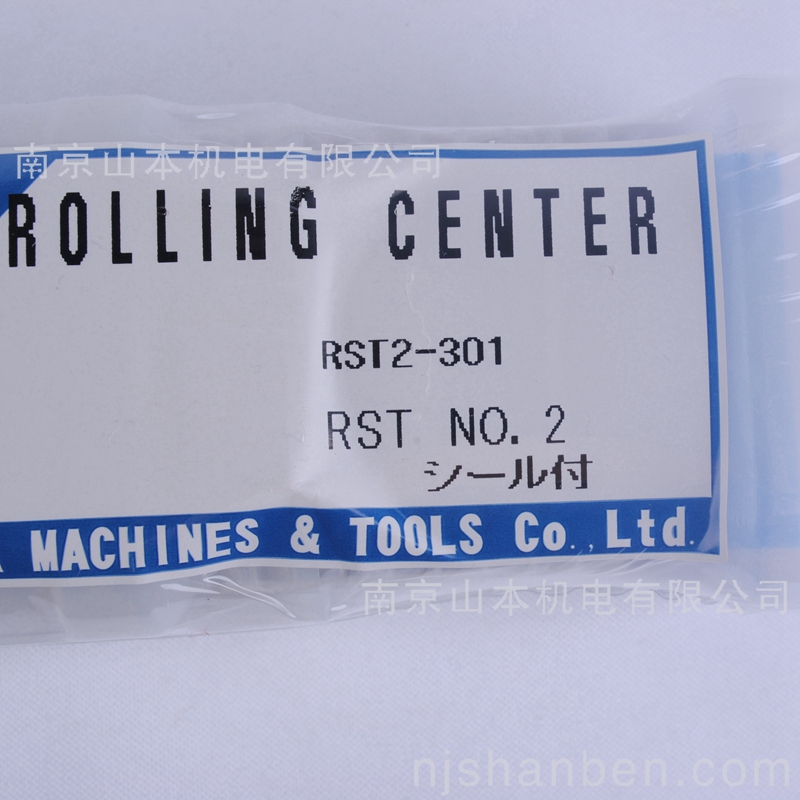 南京山本机电有限公司
ROLLING CENTER
RST2-301
RST NO.2
シール付
MACHINES & TOOLS Co., Ltd.
南京山本机电有限公司
njshanben.com